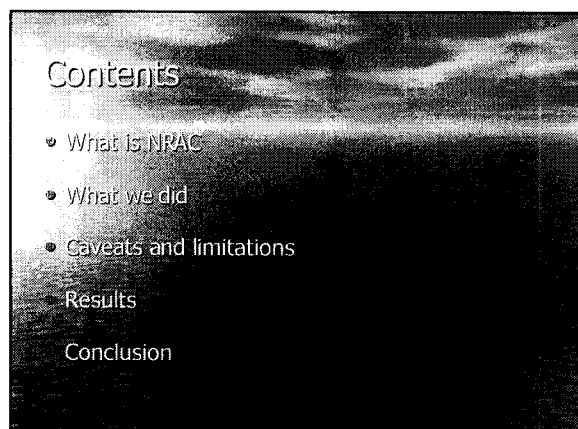 Contents
What is NRAC
What we did
Caveats and limitations
Results
Conclusion